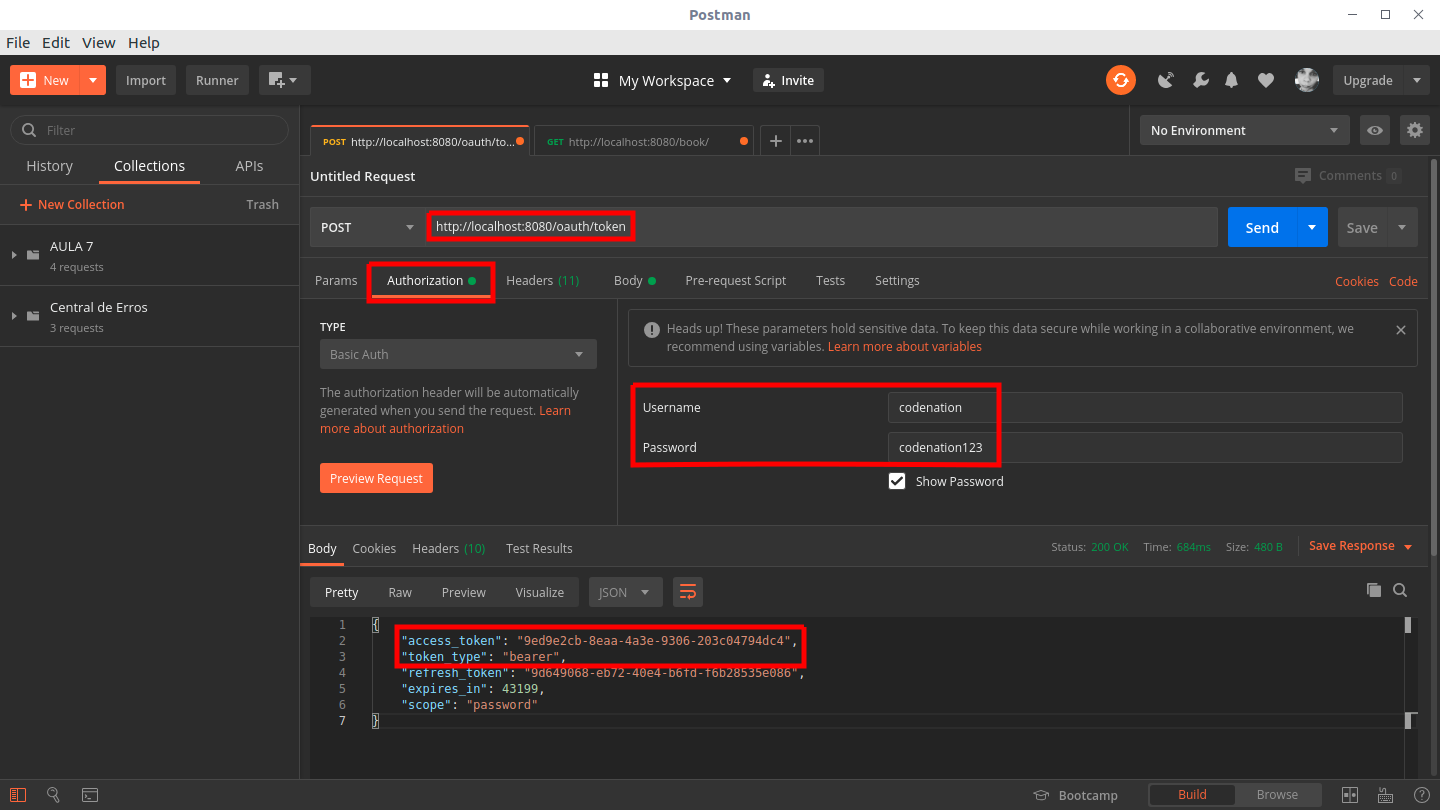 Postman
File Edit View Help
New Import Runner My Workspace Invite Upgrade
Filter
History Collections APIs
New Collection Trash
AULA 7
4 requests
Central de Erros
3 requests
POST http://localhost:8080/oauth/to... GET http://localhost:8080/book/ No Environment
Untitled Request Comments 0
POST http://localhost:8080/oauth/token Send Save
Params Authorization Headers (11) Body Pre-request Script Tests Settings Cookies Code
TYPE
Basic Auth
The authorization header will be automatically
generated when you send the request. Learn
more about authorization
Preview Request
Heads up! These parameters hold sensitive data. To keep this data secure while working in a collaborative environment, we
recommend using variables. Learn more about variables
Username codenation
Password codenation123
Show Password
Body Cookies Headers (10) Test Results Status: 200 OK Time: 684ms Size: 480 B Save Response
Pretty Raw Preview Visualize JSON
1 {
2 "access_token": "9ed9e2cb-8eaa-4a3e-9306-203c04794dc4",
3 "token_type": "bearer",
4 "refresh_token": "9d649068-eb72-40e4-b6fd-f6b28535e086",
5 "expires_in": 43199,
6 "scope": "password"
7 }
Bootcamp Build Browse